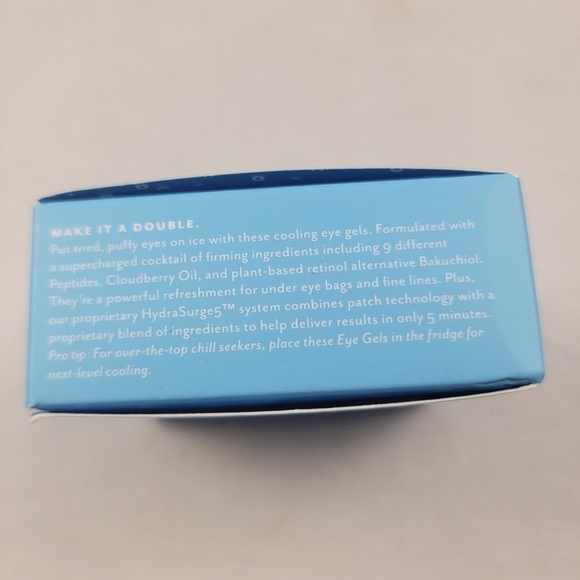 MAKE IT A DOUBLE.
Put tired, puffy eyes on ice with these cooling eye gels. Formulated with
a supercharged cocktail of firming ingredients including 9 different
Peptides, Cloudberry Oil, and plant-based retinol alternative Bakuchiol.
They're a powerful refreshment for under eye bags and fine lines. Plus,
our proprietary HydraSurge5™ system combines patch technology with a
proprietary blend of ingredients to help deliver results in only 5 minutes.
Pro tip: For over-the-top chill seekers, place these Eye Gels in the fridge for
next-level cooling.